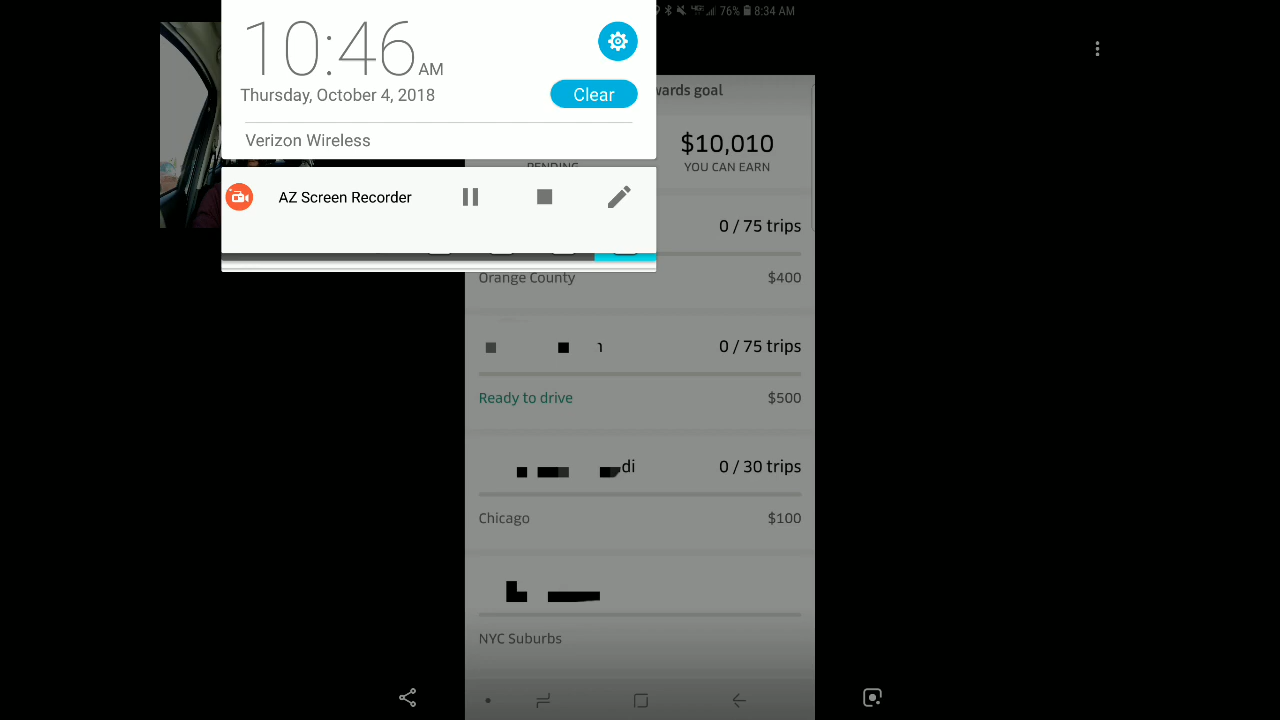 76% 8:34 AM
10:46 AM
Thursday, October 4, 2018
Clear
Verizon Wireless
AZ Screen Recorder
wards goal
$10,010
PENDING
YOU CAN EARN
0 / 75 trips
Orange County $400
0 / 75 trips
Ready to drive $500
di 0 / 30 trips
Chicago $100
NYC Suburbs